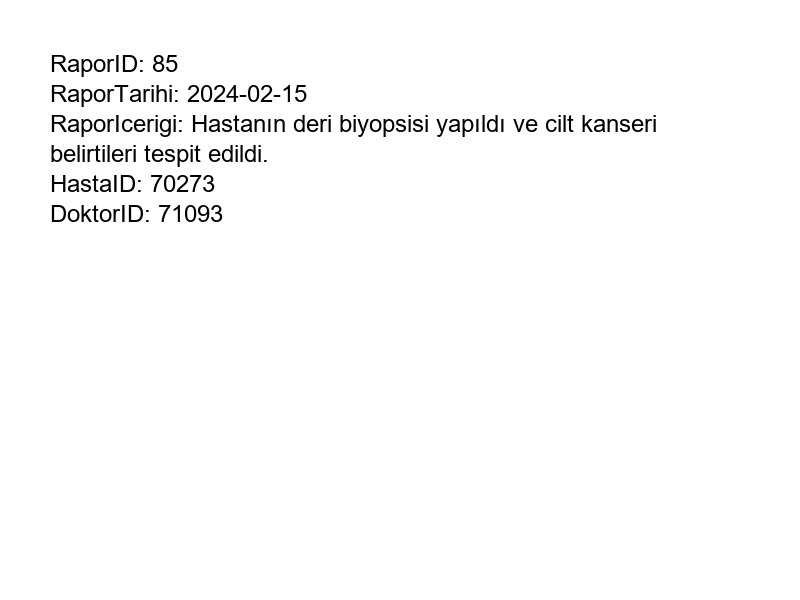 RaporID: 85
RaporTarihi: 2024-02-15
RaporIcerigi: Hastanın deri biyopsisi yapıldı ve cilt kanseri
belirtileri tespit edildi.
HastaID: 70273
DoktorID: 71093